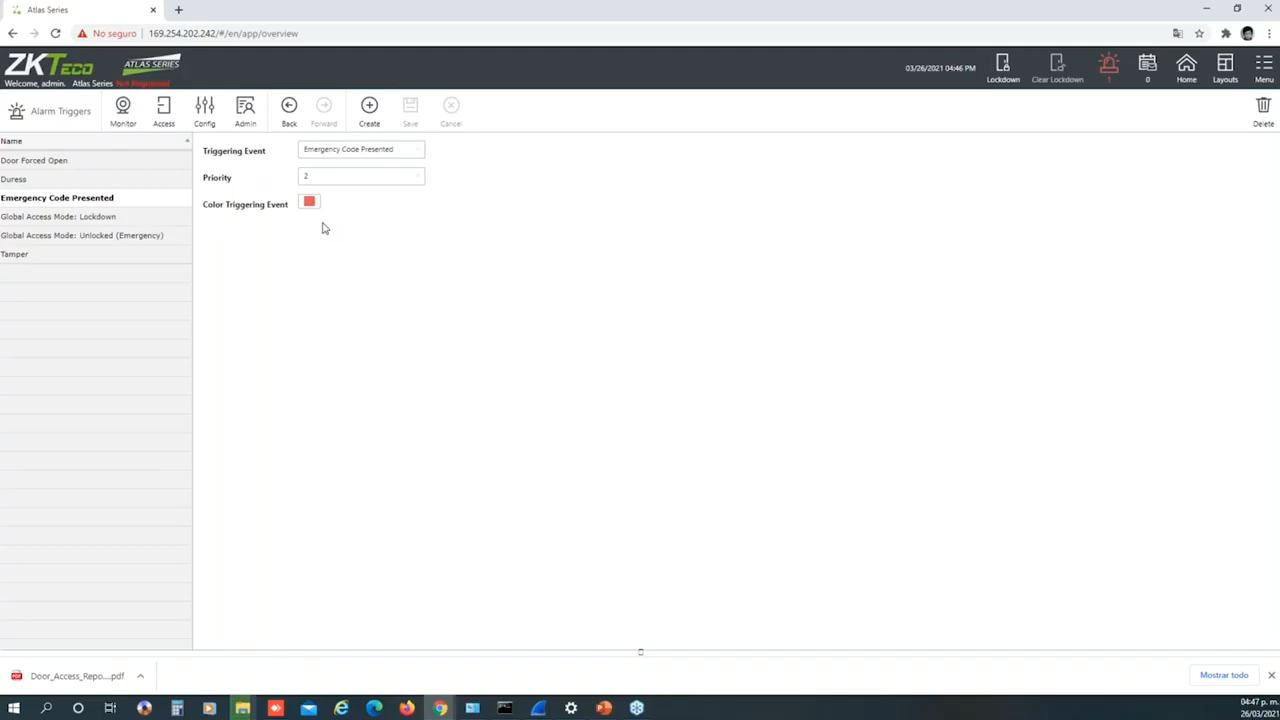 Atlas Series
No seguro
169.254.202.242/#/en/app/overview
ZKTeco
ATLAS SERIES
Welcome, admin. Atlas Series Not Registered
03/26/2021 04:46 PM
Lockdown
Clear Lockdown
1
0
Home
Layouts
Menu
Alarm Triggers
Monitor
Access
Config
Admin
Back
Forward
Create
Save
Cancel
Delete
Name
Door Forced Open
Duress
Emergency Code Presented
Global Access Mode: Lockdown
Global Access Mode: Unlocked (Emergency)
Tamper
Triggering Event
Emergency Code Presented
Priority
2
Color Triggering Event
Door_Access_Repo....pdf
Mostrar todo
04:47 p. m.
26/03/2021